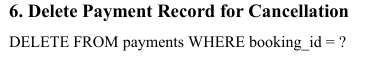 6. Delete Payment Record for Cancellation
DELETE FROM payments WHERE booking_id = ?